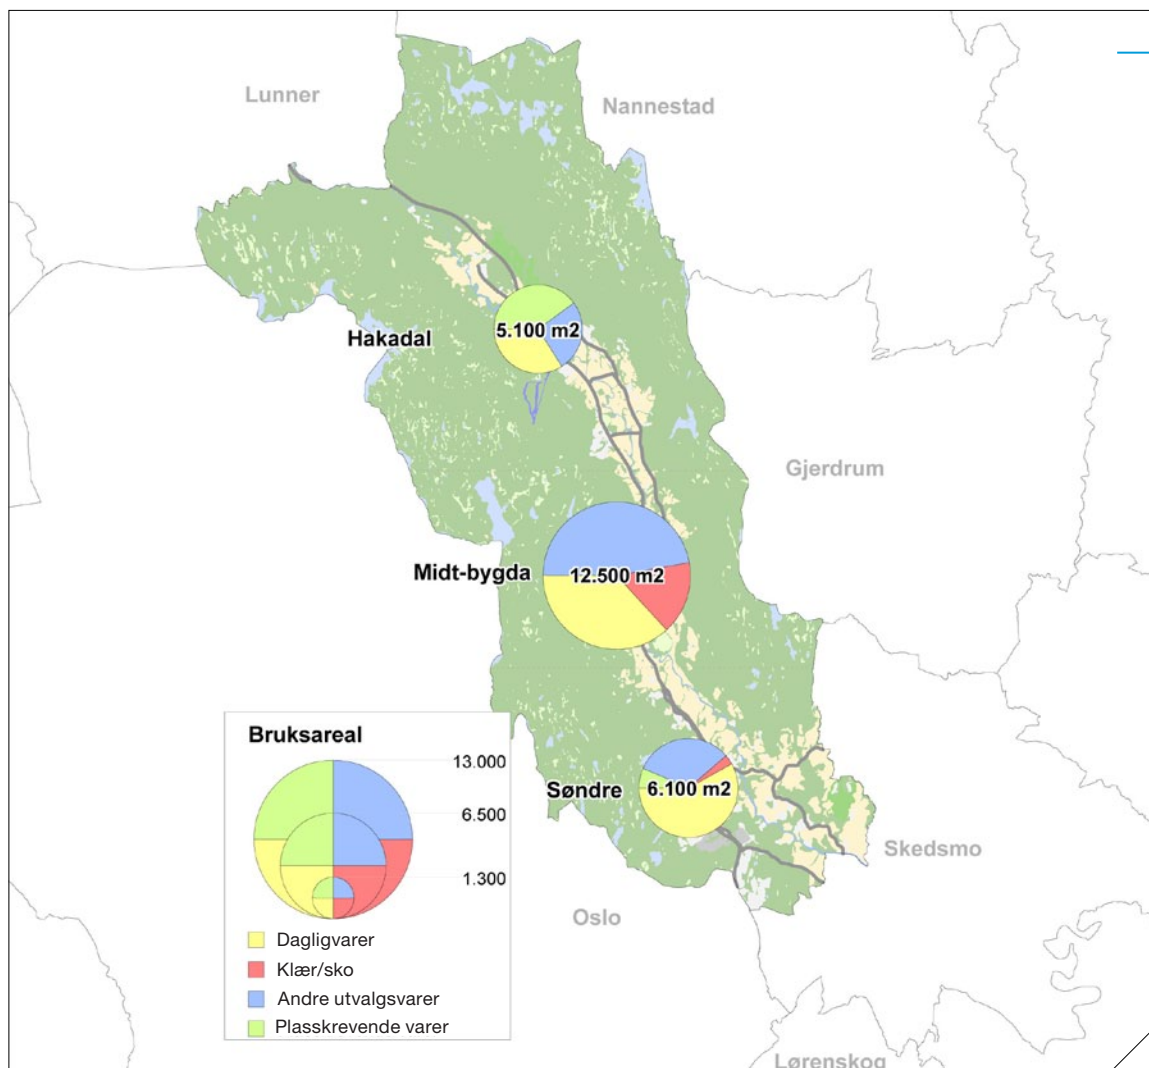 Lunner
Nannestad
Hakadal
5.100 m2
Gjerdrum
Midt-bygda
12.500 m2
Bruksareal
13.000
6.500
1.300
Søndre
6.100 m2
Skedsmo
Oslo
Dagligvarer
Klær/sko
Andre utvalgsvarer
Plasskrevende varer
Lørenskog